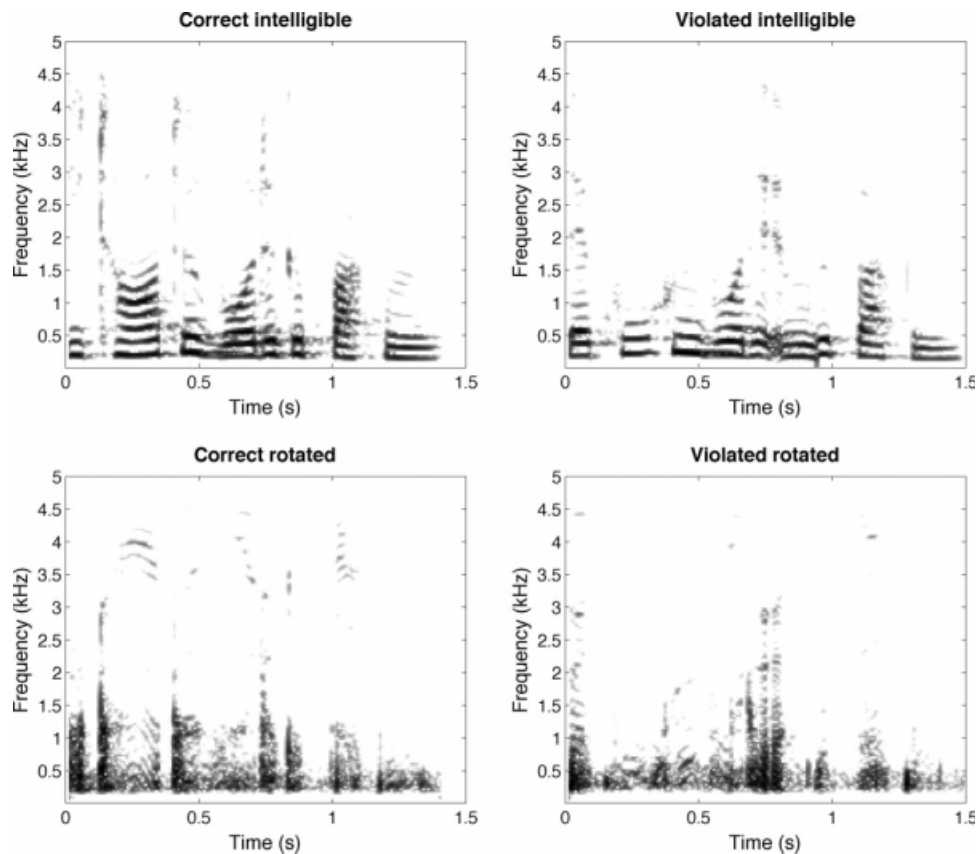 Correct intelligible
5
4.5
4
3.5
3
2.5
2
1.5
1
0.5
Frequency (kHz)
0 0.5 1 1.5
Time (s)
Violated intelligible
5
4.5
4
3.5
3
2.5
2
1.5
1
0.5
Frequency (kHz)
0 0.5 1 1.5
Time (s)
Correct rotated
5
4.5
4
3.5
3
2.5
2
1.5
1
0.5
Frequency (kHz)
0 0.5 1 1.5
Time (s)
Violated rotated
5
4.5
4
3.5
3
2.5
2
1.5
1
0.5
Frequency (kHz)
0 0.5 1 1.5
Time (s)